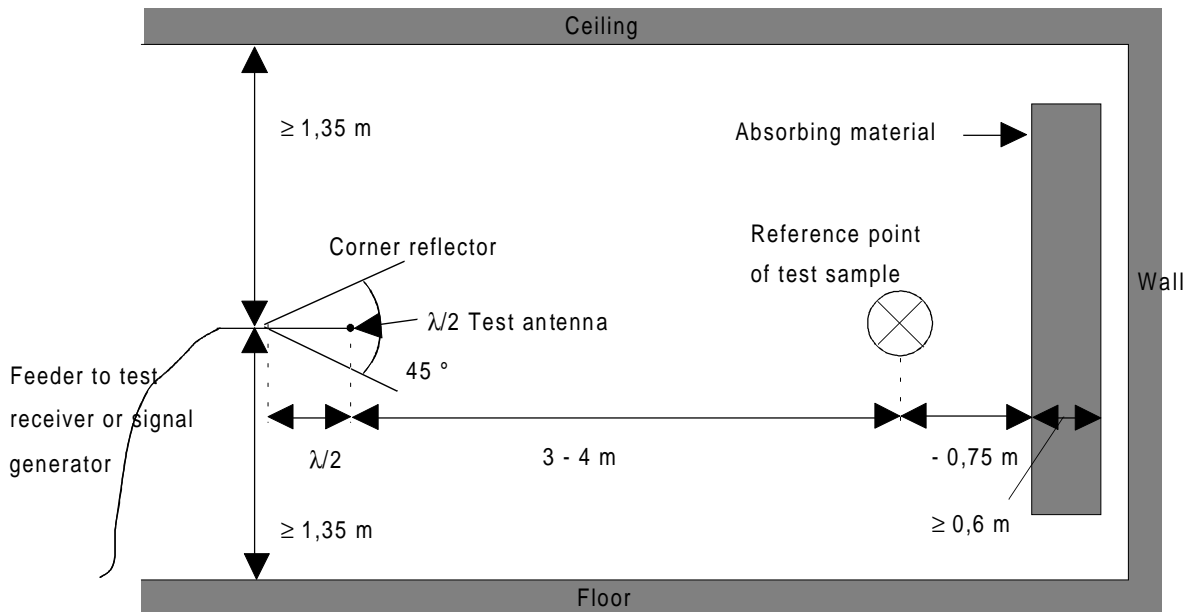 Ceiling
≥ 1,35 m
Absorbing material
Corner reflector
Reference point
of test sample
Wall
λ/2 Test antenna
45 º
Feeder to test
receiver or signal
generator
λ/2
3 - 4 m
- 0,75 m
≥ 0,6 m
≥ 1,35 m
Floor